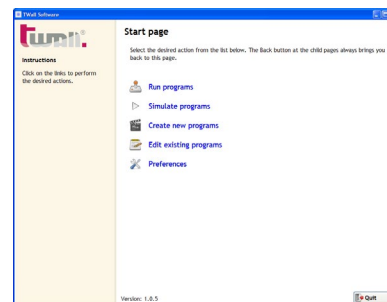 TWall Software
twall.
Instructions
Click on the links to perform
the desired actions.
Start page
Select the desired action from the list below. The Back button at the child pages always brings you
back to this page.
Run programs
Simulate programs
Create new programs
Edit existing programs
Preferences
Version: 1.0.5
Quit